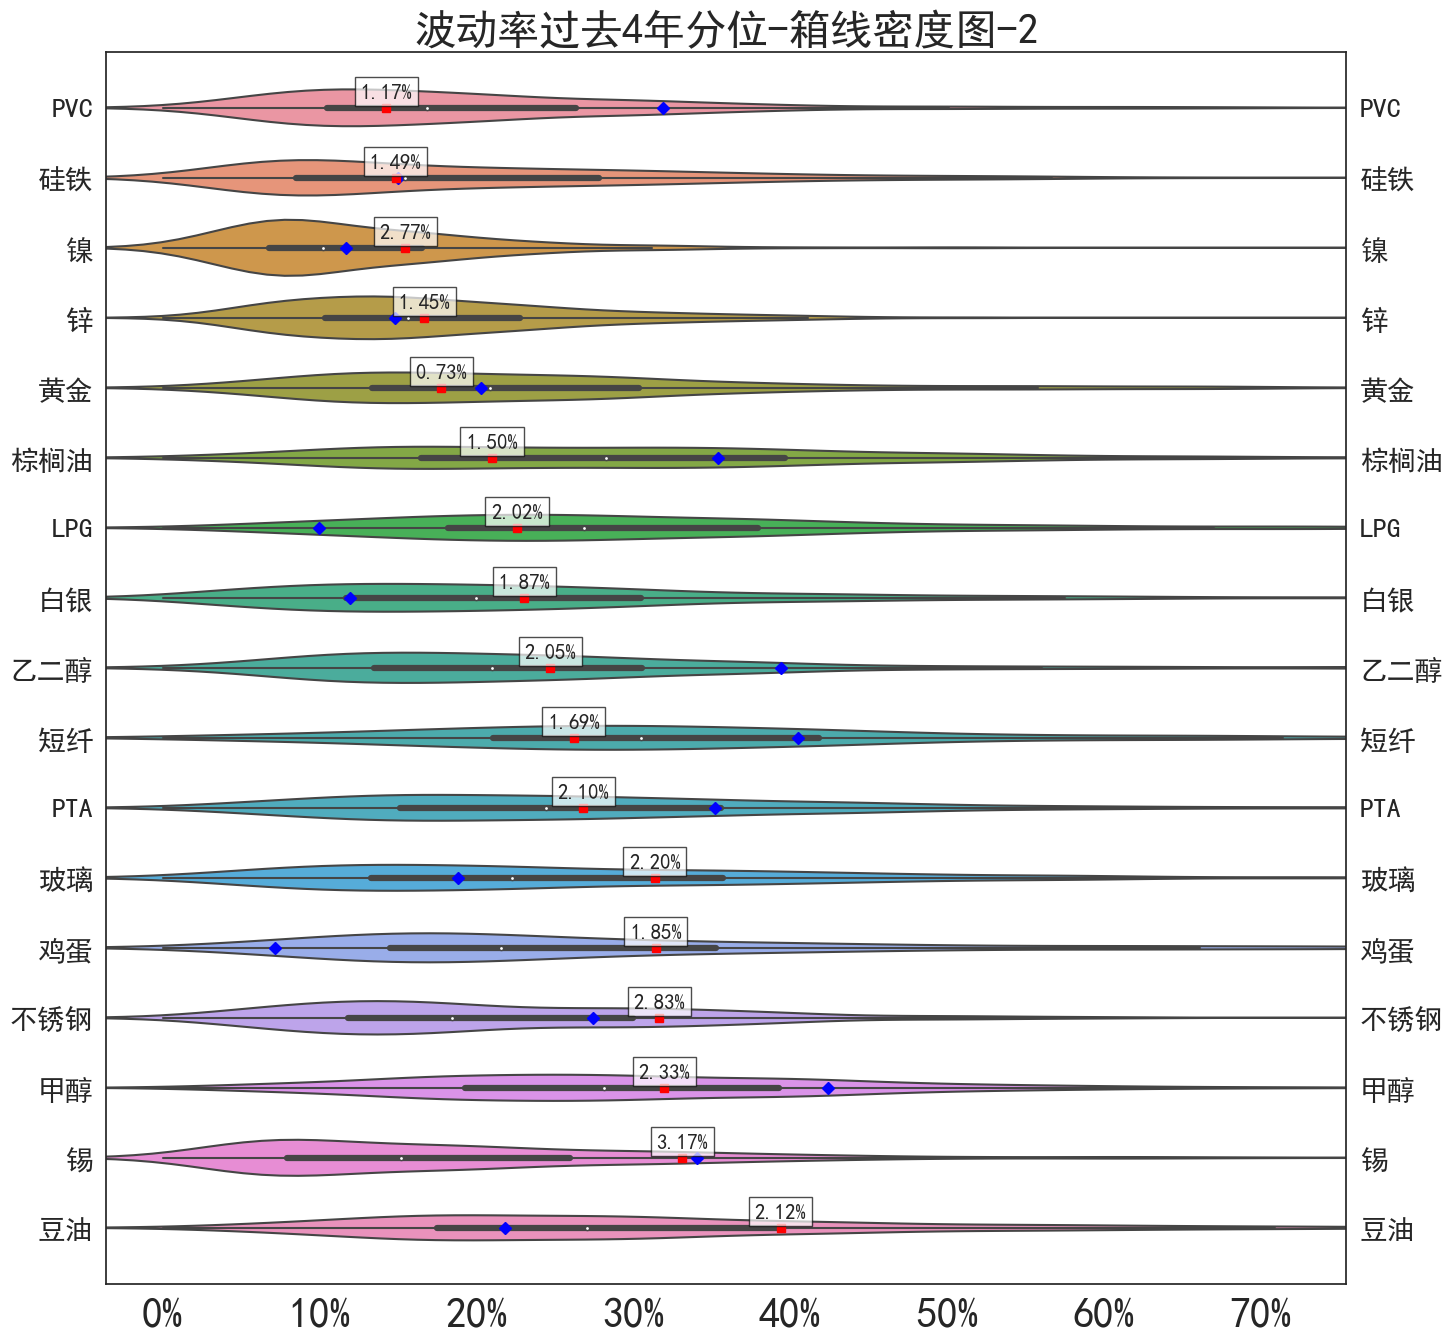 波动率过去4年分位-箱线密度图-2
1.17%
PVC PVC
1.49%
硅铁 硅铁
2.77%
镍 镍
1.45%
锌 锌
0.73%
黄金 黄金
1.50%
棕榈油 棕榈油
2.02%
LPG LPG
1.87%
白银 白银
2.05%
乙二醇 乙二醇
1.69%
短纤 短纤
2.10%
PTA PTA
2.20%
玻璃 玻璃
1.85%
鸡蛋 鸡蛋
2.83%
不锈钢 不锈钢
2.33%
甲醇 甲醇
3.17%
锡 锡
2.12%
豆油 豆油
0% 10% 20% 30% 40% 50% 60% 70%